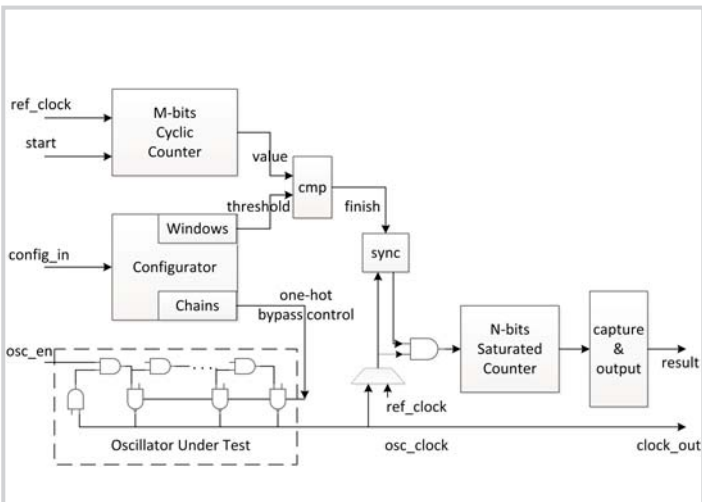 ref_clock
start
M-bits
Cyclic
Counter
value
cmp
threshold
finish
Windows
config_in
Configurator
sync
Chains
one-hot
bypass control
osc_en
N-bits
Saturated
Counter
capture
&
output
result
ref_clock
Oscillator Under Test
osc_clock
clock_out